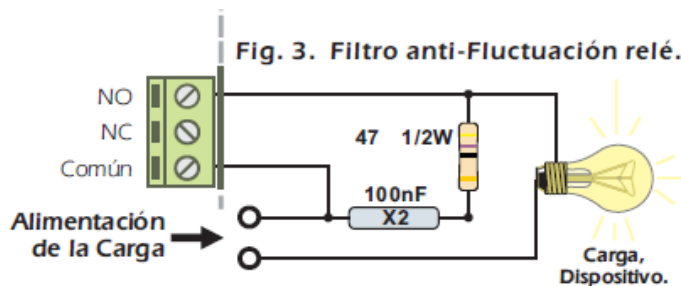 Fig. 3. Filtro anti-Fluctuación relé.
NO
NC
Común
47 1/2W
100nF
X2
Alimentación
de la Carga
Carga,
Dispositivo.